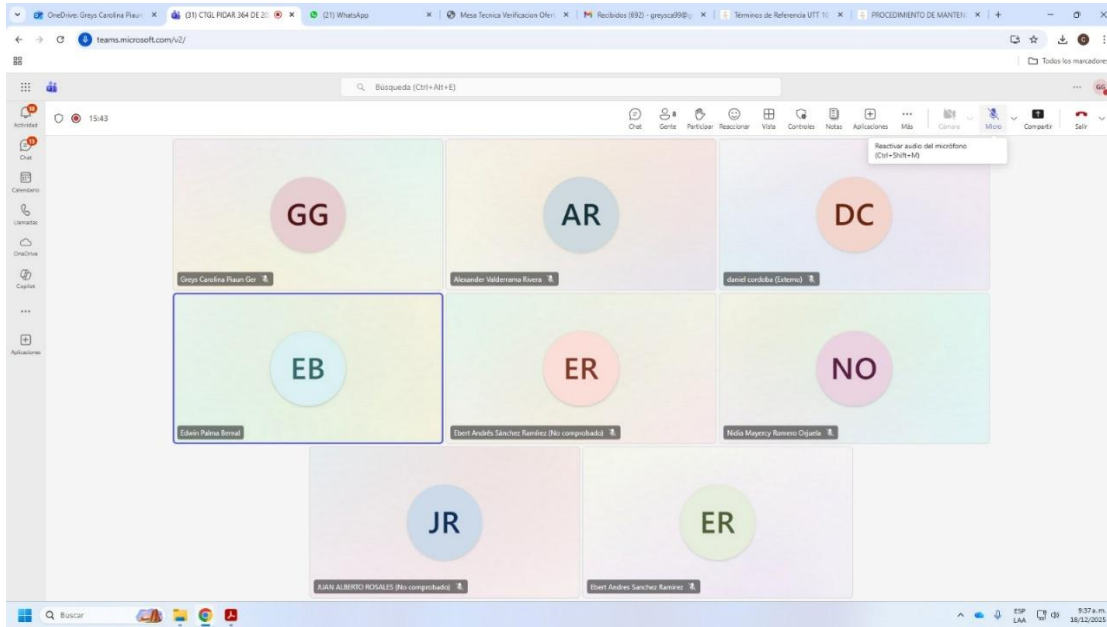 OneDrive: Greys Carolina Piaun
(31) CTGL PIDAR 364 DE 20
(21) WhatsApp
Mesa Tecnica Verificacion Ofert
Recibidos (692) - greysca99@g
Términos de Referencia UTT 10
PROCEDIMIENTO DE MANTEN
teams.microsoft.com/v2/
Todos los marcadores
Búsqueda (Ctrl+Alt+E)
GG
15:43
Chat
Gente
8
Participar
Reaccionar
Vista
Controles
Notas
Aplicaciones
Más
Cámara
Micro
Compartir
Salir
Reactivar audio del micrófono
(Ctrl+Shift+M)
Actividad
Chat
Calendario
Llamadas
OneDrive
Copilot
Aplicaciones
GG
Greys Carolina Piaun Ger
AR
Alexander Valderrama Rivera
DC
daniel cordoba (Externo)
EB
Edwin Palma Bernal
ER
Ebert Andrés Sánchez Ramírez (No comprobado)
NO
Nidia Mayercy Romero Orjuela
JR
JUAN ALBERTO ROSALES (No comprobado)
ER
Ebert Andres Sanchez Ramirez
Buscar
ESP
LAA
9:37 a.m.
18/12/2025